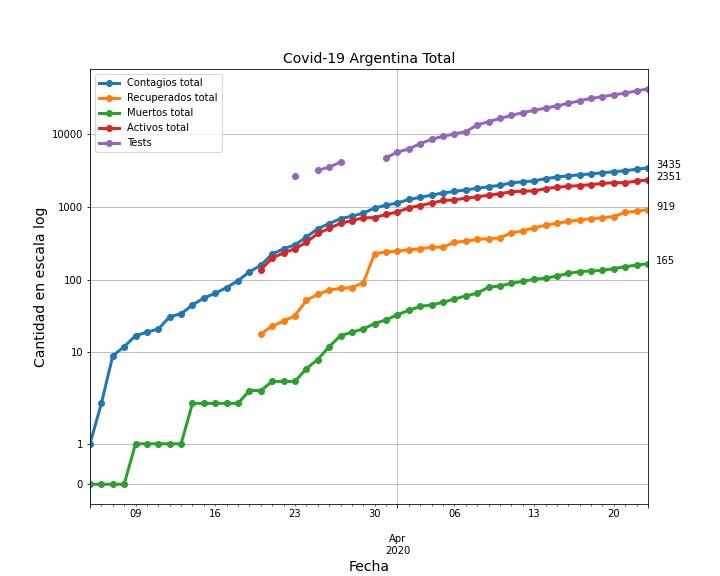 Covid-19 Argentina Total
Contagios total
Recuperados total
Muertos total
Activos total
Tests
Cantidad en escala log
10000
1000
100
10
1
0
3435
2351
919
165
09
16
23
30
06
13
20
Apr
2020
Fecha